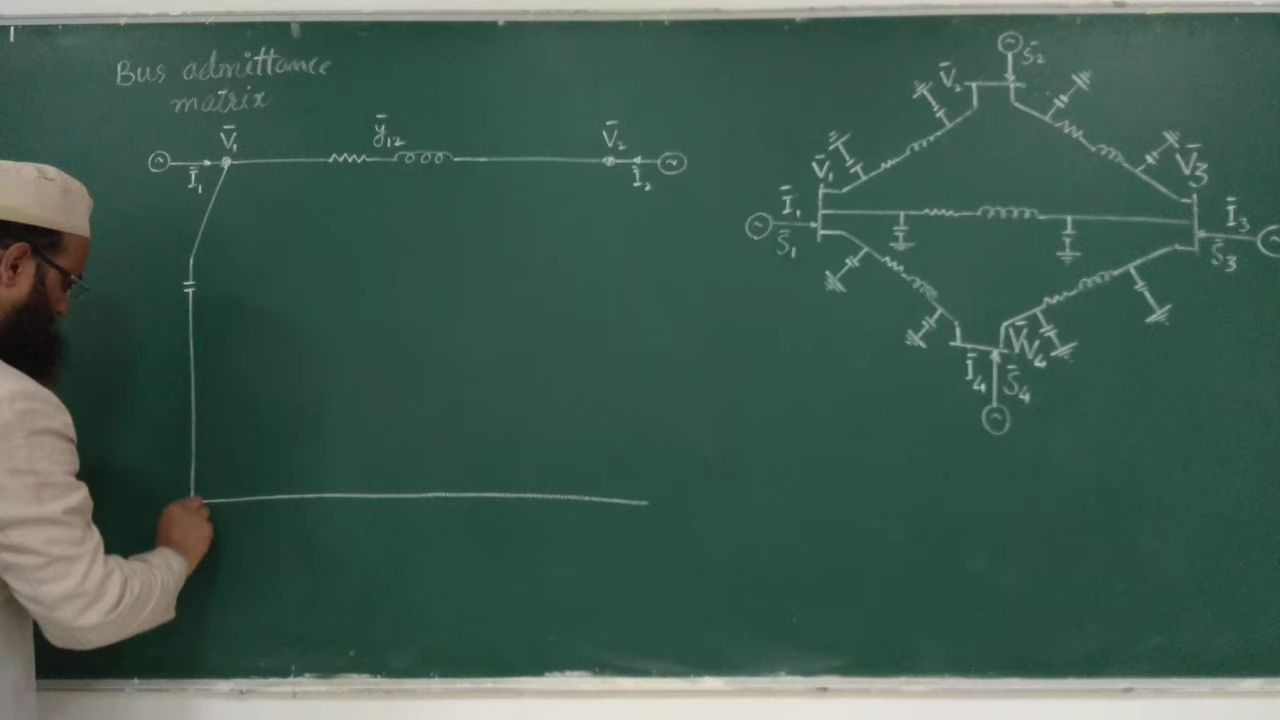 Bus admittance
matrix
V̄₁
ȳ₁₂
V̄₂
Ī₁
Ī₂
S̄₂
V̄₂
V̄₁
V̄₃
Ī₁
S̄₁
Ī₃
S̄₃
V̄₄
Ī₄
S̄₄